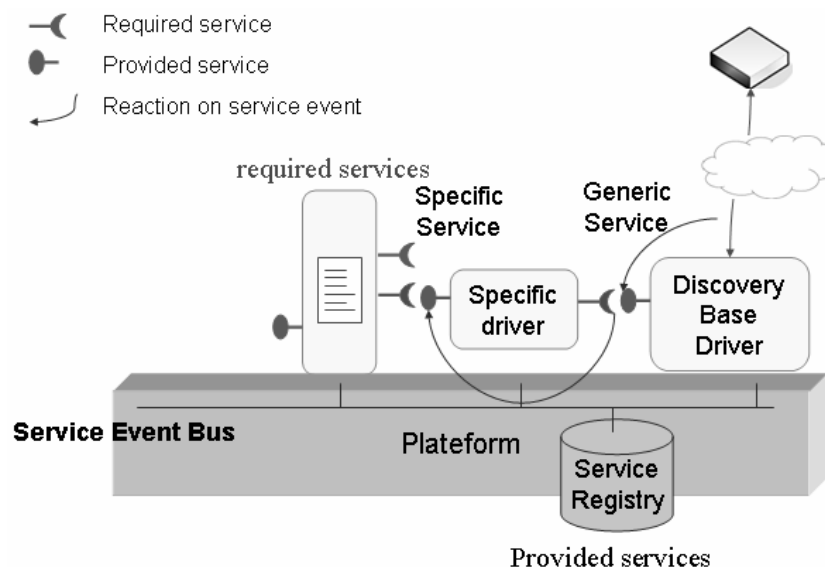 Required service
Provided service
Reaction on service event
required services
Specific
Service
Generic
Service
Specific
driver
Discovery
Base
Driver
Service Event Bus
Plateform
Service
Registry
Provided services